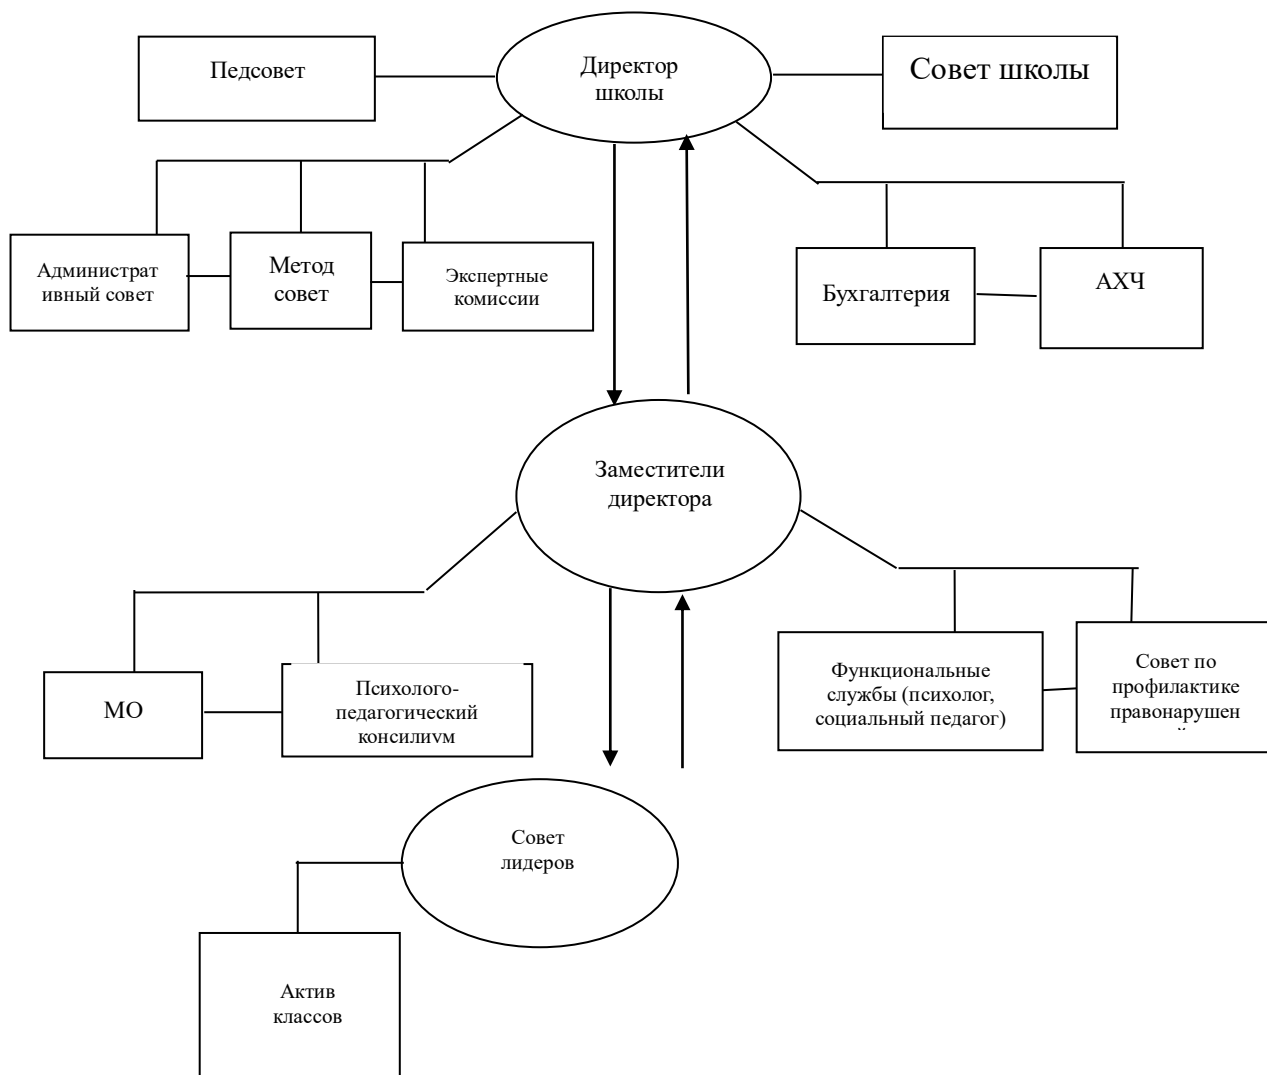 Педсовет
Директор
школы
Совет школы
Администрат
ивный совет
Метод
совет
Экспертные
комиссии
Бухгалтерия
АХЧ
Заместители
директора
МО
Психолого-
педагогический
консилиум
Функциональные
службы (психолог,
социальный педагог)
Совет по
профилактике
правонарушен
Совет
лидеров
Актив
классов